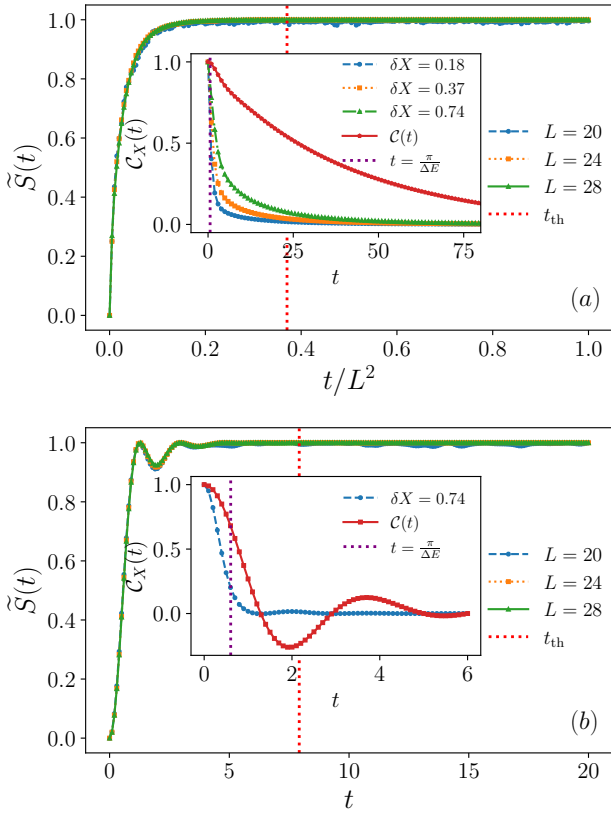 1.0
0.8
0.6
0.4
0.2
0.0
S̃(t)
0.0 0.2 0.4 0.6 0.8 1.0
t/L²
1.0
0.5
0.0
C_X(t)
0 25 50 75
t
δX = 0.18
δX = 0.37
δX = 0.74
C(t)
t = π/ΔE
L = 20
L = 24
L = 28
t_th
(a)
1.0
0.8
0.6
0.4
0.2
0.0
S̃(t)
0 5 10 15 20
t
1.0
0.5
0.0
C_X(t)
0 2 4 6
t
δX = 0.74
C(t)
t = π/ΔE
L = 20
L = 24
L = 28
t_th
(b)